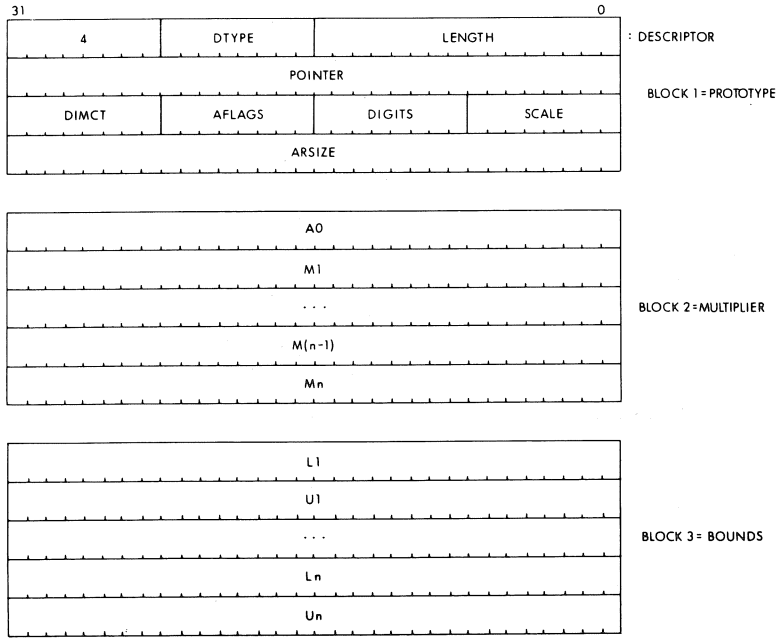 31 0
4 DTYPE LENGTH : DESCRIPTOR
POINTER
BLOCK 1 = PROTOTYPE
DIMCT AFLAGS DIGITS SCALE
ARSIZE
A0
M1
...
BLOCK 2 = MULTIPLIER
M(n-1)
Mn
L1
U1
...
BLOCK 3 = BOUNDS
Ln
Un